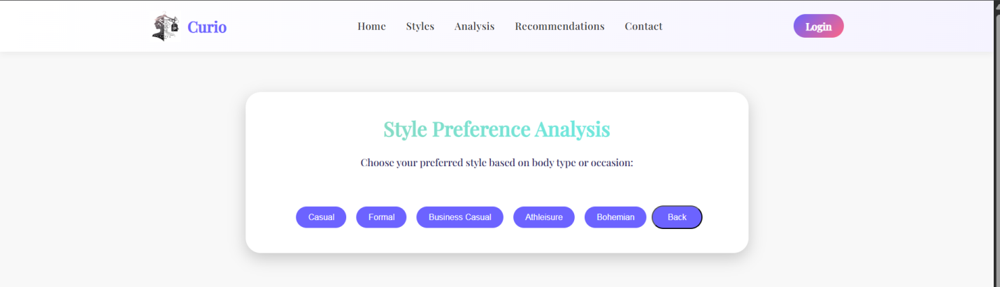 Curio
Home Styles Analysis Recommendations Contact
Login
Style Preference Analysis
Choose your preferred style based on body type or occasion:
Casual Formal Business Casual Athleisure Bohemian Back